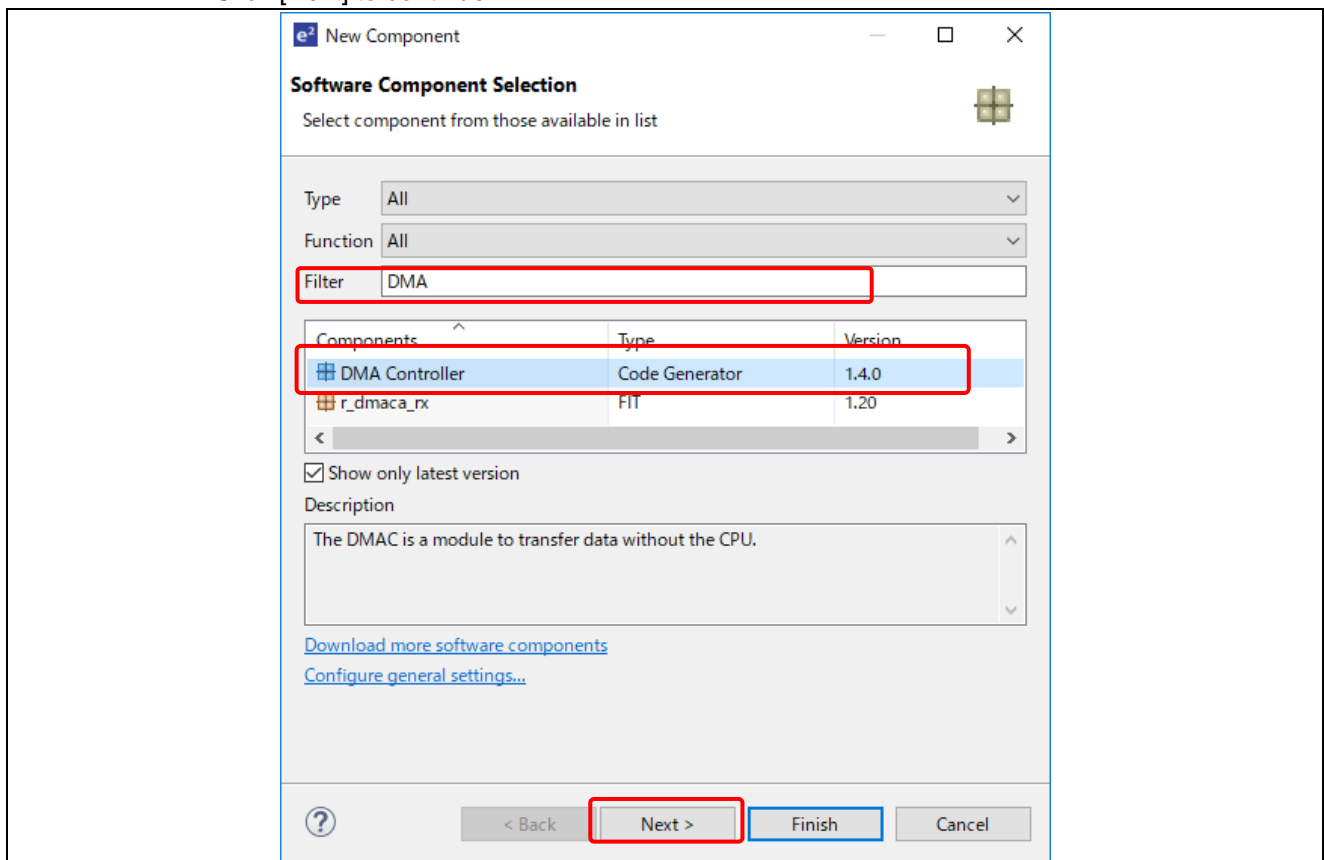 e² New Component
Software Component Selection
Select component from those available in list
Type All
Function All
Filter DMA
Components Type Version
DMA Controller Code Generator 1.4.0
r_dmaca_rx FIT 1.20
Show only latest version
Description
The DMAC is a module to transfer data without the CPU.
Download more software components
Configure general settings...
? < Back Next > Finish Cancel